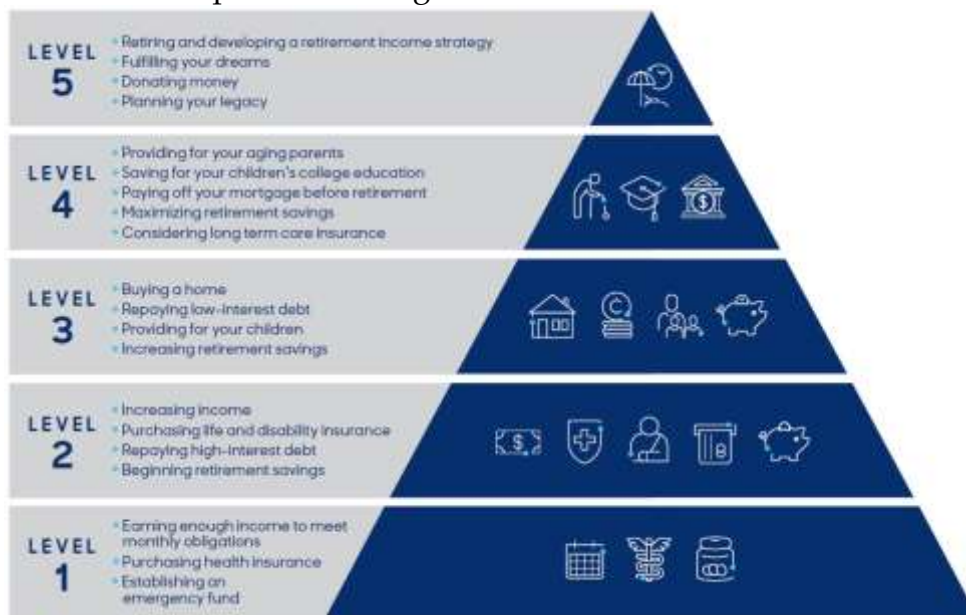 LEVEL
5
Retiring and developing a retirement income strategy
Fulfilling your dreams
Donating money
Planning your legacy
LEVEL
4
Providing for your aging parents
Saving for your children's college education
Paying off your mortgage before retirement
Maximizing retirement savings
Considering long term care insurance
LEVEL
3
Buying a home
Repaying low-interest debt
Providing for your children
Increasing retirement savings
LEVEL
2
Increasing income
Purchasing life and disability insurance
Repaying high-interest debt
Beginning retirement savings
LEVEL
1
Earning enough income to meet
monthly obligations
Purchasing health insurance
Establishing an
emergency fund